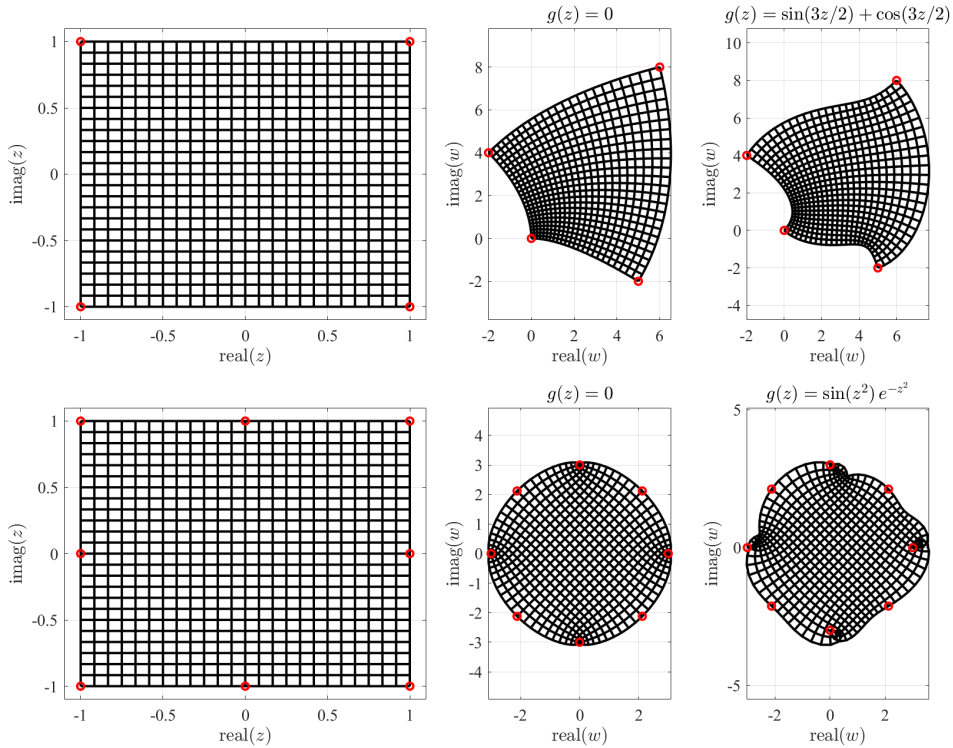 g(z) = 0
g(z) = sin(3z/2) + cos(3z/2)
1
0.5
0
-0.5
-1
imag(z)
-1 -0.5 0 0.5 1
real(z)
8
6
4
2
0
-2
imag(w)
-2 0 2 4 6
real(w)
10
8
6
4
2
0
-2
-4
imag(w)
-2 0 2 4 6
real(w)
g(z) = 0
g(z) = sin(z²) e^{-z²}
1
0.5
0
-0.5
-1
imag(z)
-1 -0.5 0 0.5 1
real(z)
4
3
2
1
0
-1
-2
-3
-4
imag(w)
-2 0 2
real(w)
5
0
-5
imag(w)
-2 0 2
real(w)